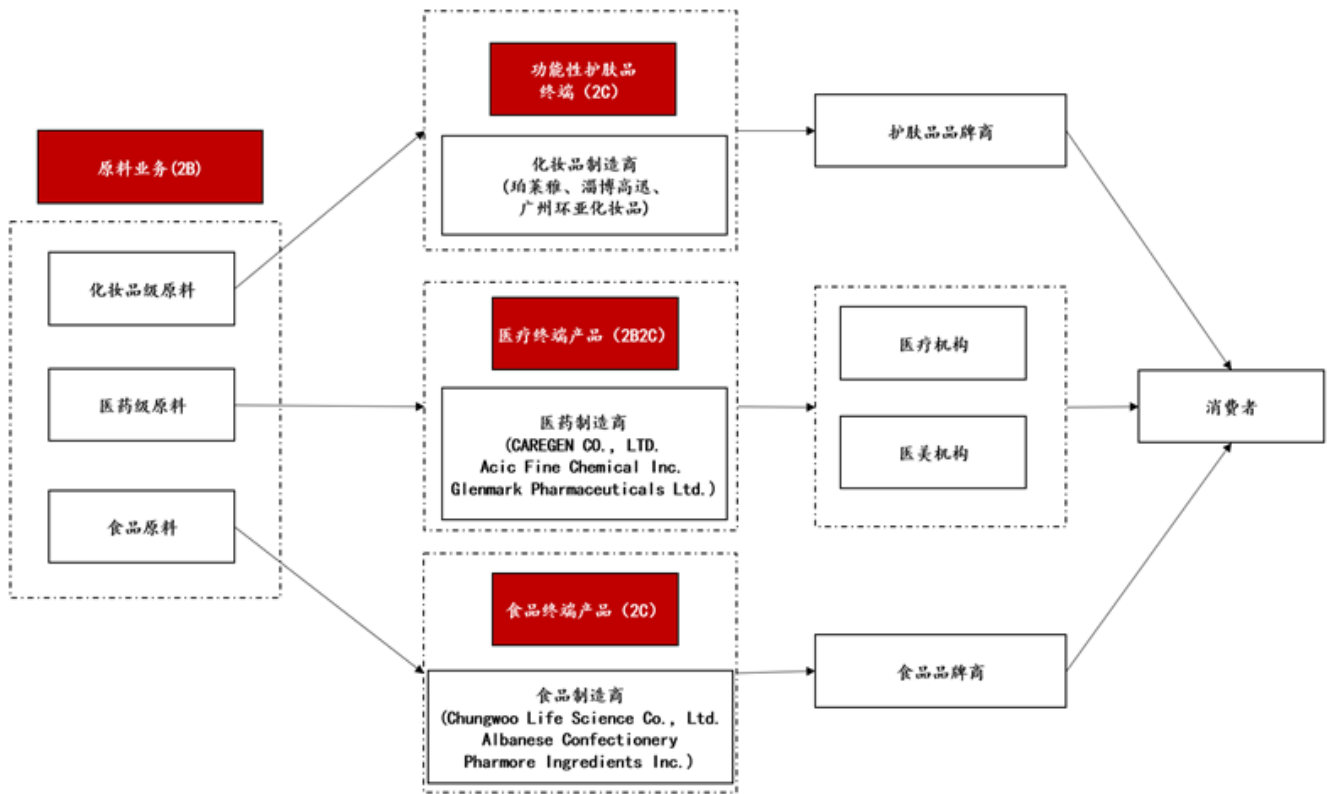 原料业务(2B)
化妆品级原料
医药级原料
食品原料
功能性护肤品
终端（2C）
化妆品制造商
(珀莱雅、淄博高迅、
广州环亚化妆品)
医疗终端产品（2B2C）
医药制造商
(CAREGEN CO., LTD.
Acic Fine Chemical Inc.
Glenmark Pharmaceuticals Ltd.)
食品终端产品（2C）
食品制造商
(Chungwoo Life Science Co., Ltd.
Albanese Confectionery
Pharmore Ingredients Inc.)
护肤品品牌商
医疗机构
医美机构
食品品牌商
消费者